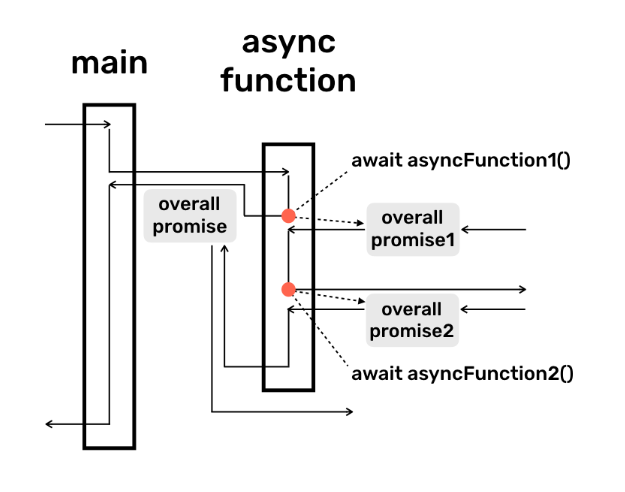 main
async
function
await asyncFunction1()
overall
promise
overall
promise1
overall
promise2
await asyncFunction2()